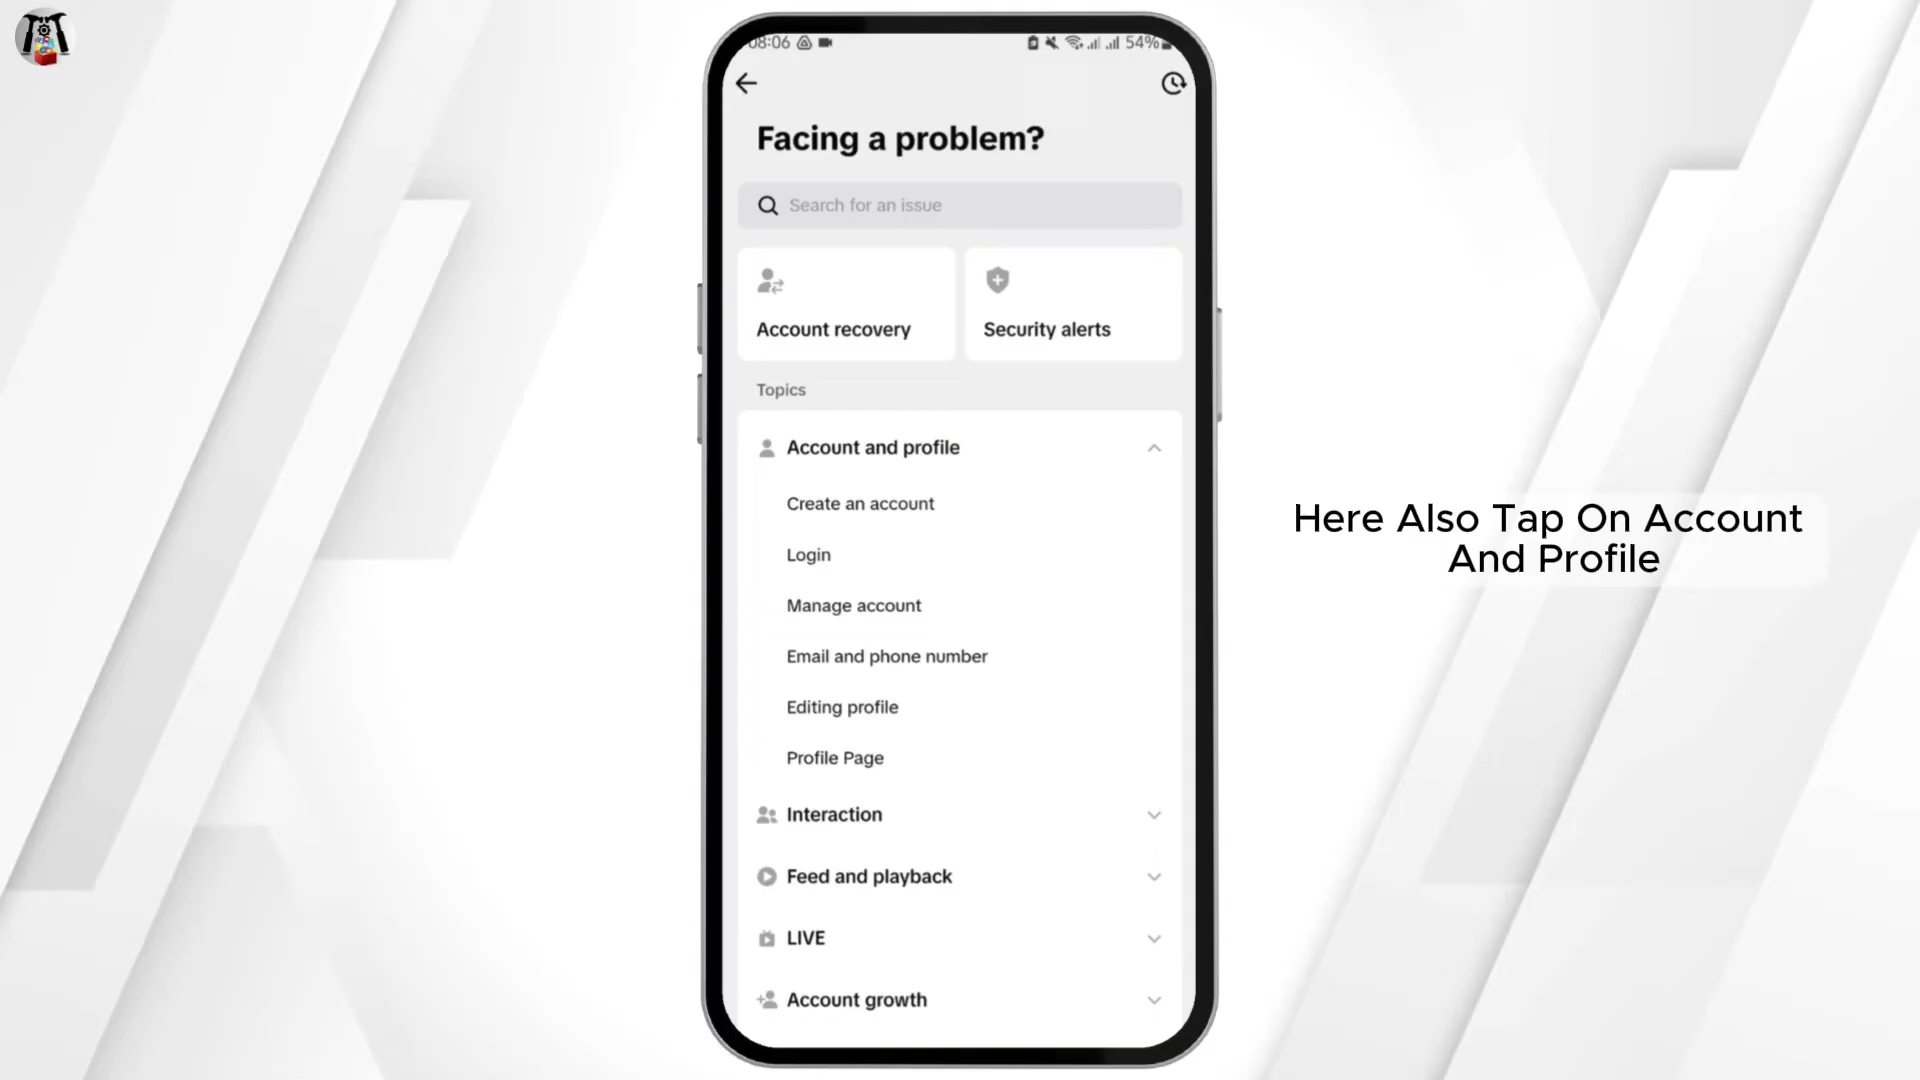 08:06 54%
Facing a problem?
Search for an issue
Account recovery
Security alerts
Topics
Account and profile
Create an account
Login
Manage account
Email and phone number
Editing profile
Profile Page
Interaction
Feed and playback
LIVE
Account growth
Here Also Tap On Account
And Profile